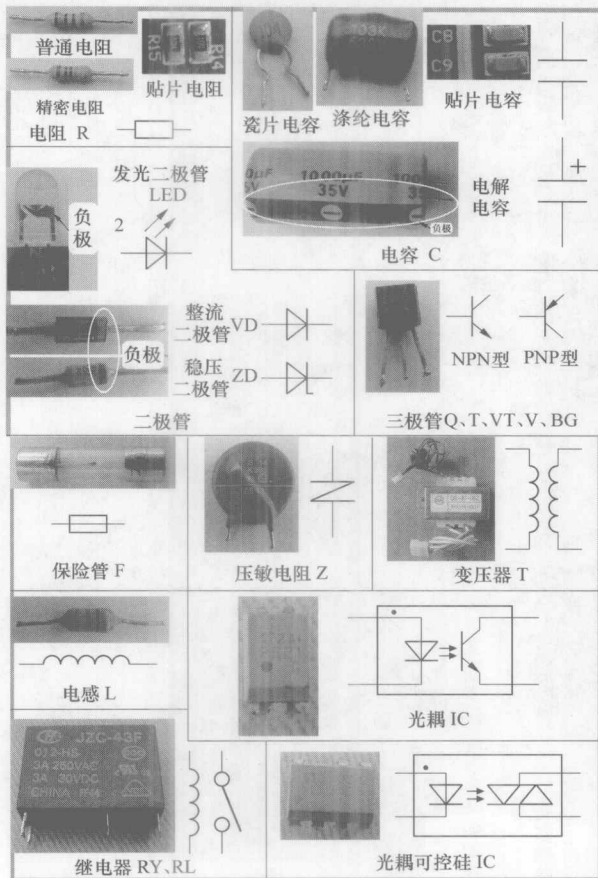 普通电阻
精密电阻
R15
R14
贴片电阻
电阻 R
瓷片电容
203K
涤纶电容
C8
C9
贴片电容
1000μF
35V
负极
电解
电容
+
电容 C
发光二极管
LED
负
极
2
整流
二极管
VD
负极
稳压
二极管
ZD
二极管
NPN型
PNP型
三极管Q、T、VT、V、BG
保险管 F
压敏电阻 Z
变压器 T
电感 L
光耦 IC
JZC-43F
012-HS
3A 250VAC
3A 30VDC
CHINA
继电器 RY、RL
光耦可控硅 IC